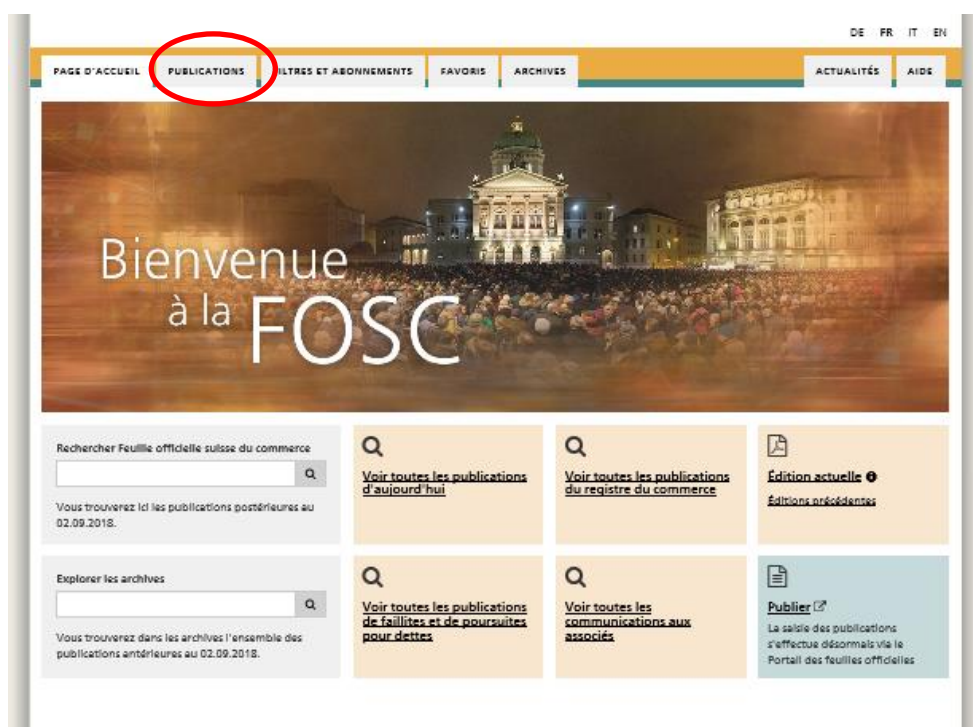 DE FR IT EN
PAGE D'ACCUEIL PUBLICATIONS FILTRES ET ABONNEMENTS FAVORIS ARCHIVES ACTUALITÉS AIDE
Bienvenue
à la FOSC
Rechercher Feuille officielle suisse du commerce
Vous trouverez ici les publications postérieures au
02.09.2018.
Voir toutes les publications
d'aujourd'hui
Voir toutes les publications
du registre du commerce
Édition actuelle
Éditions précédentes
Explorer les archives
Vous trouverez dans les archives l'ensemble des
publications antérieures au 02.09.2018.
Voir toutes les publications
de faillites et de poursuites
pour dettes
Voir toutes les
communications aux
associés
Publier
La saisie des publications
s'effectue désormais via le
Portail des feuilles officielles